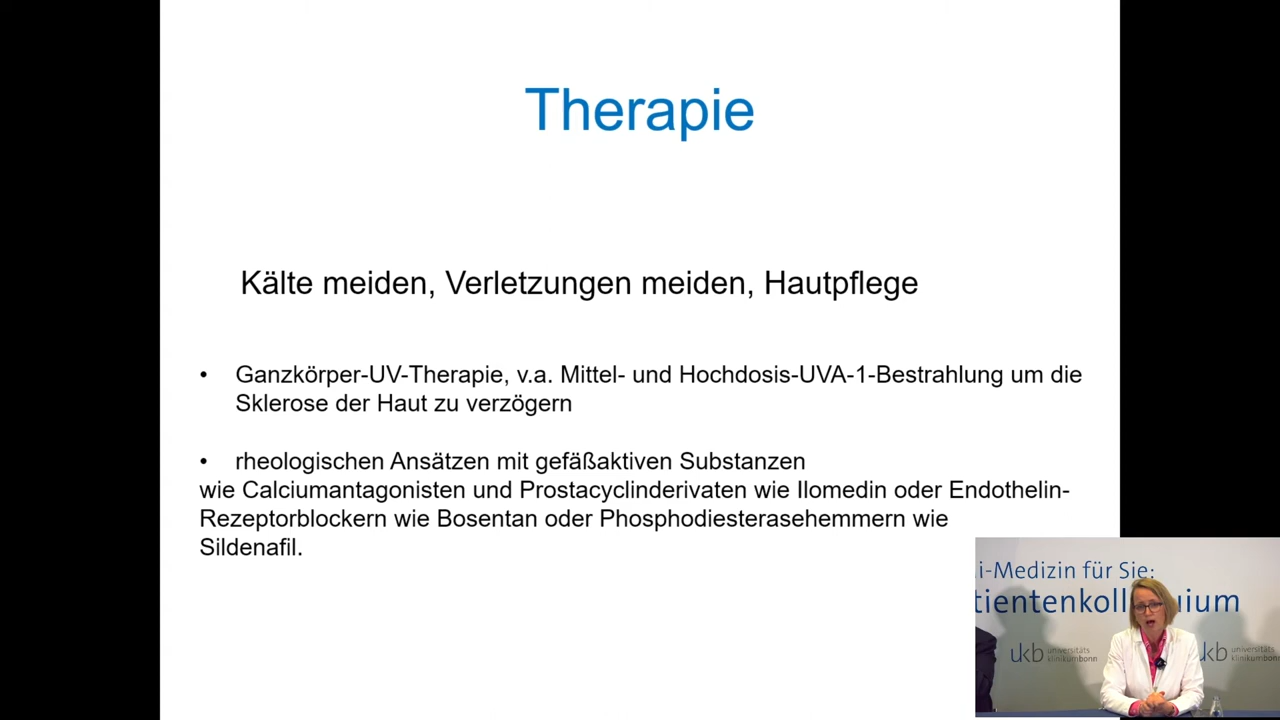 Therapie
Kälte meiden, Verletzungen meiden, Hautpflege
• Ganzkörper-UV-Therapie, v.a. Mittel- und Hochdosis-UVA-1-Bestrahlung um die
Sklerose der Haut zu verzögern
• rheologischen Ansätzen mit gefäßaktiven Substanzen
wie Calciumantagonisten und Prostacyclinderivaten wie Ilomedin oder Endothelin-
Rezeptorblockern wie Bosentan oder Phosphodiesterasehemmern wie
Sildenafil.
i-Medizin für Sie:
tientenkoll uium
ukb universitäts
klinikumbonn
ukb universitäts
klinikumbonn